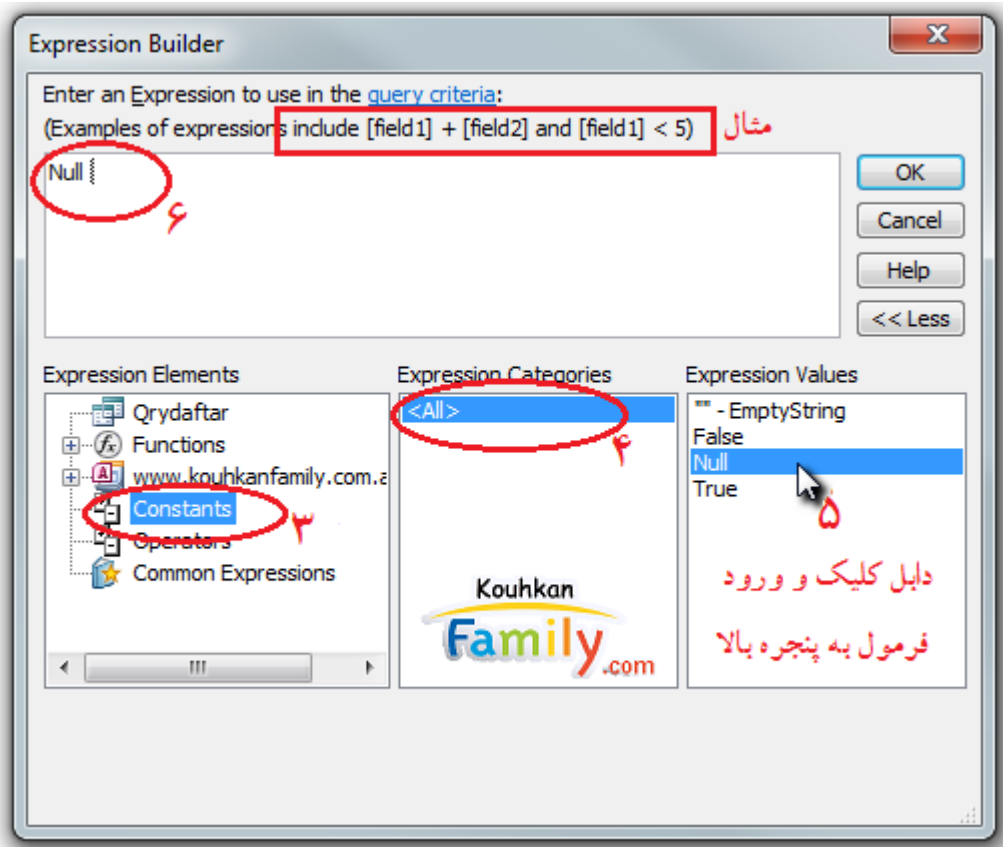 Expression Builder
Enter an Expression to use in the query criteria:
(Examples of expressions include [field1] + [field2] and [field1] < 5)
مثال
Null
۶
OK
Cancel
Help
<< Less
Expression Elements
Qrydaftar
Functions
www.kouhkanfamily.com.a
Constants
۳
Operators
Common Expressions
Expression Categories
<All>
۴
Kouhkan
Family
.com
Expression Values
"" - EmptyString
False
Null
True
۵
دابل کلیک و ورود
فرمول به پنجره بالا